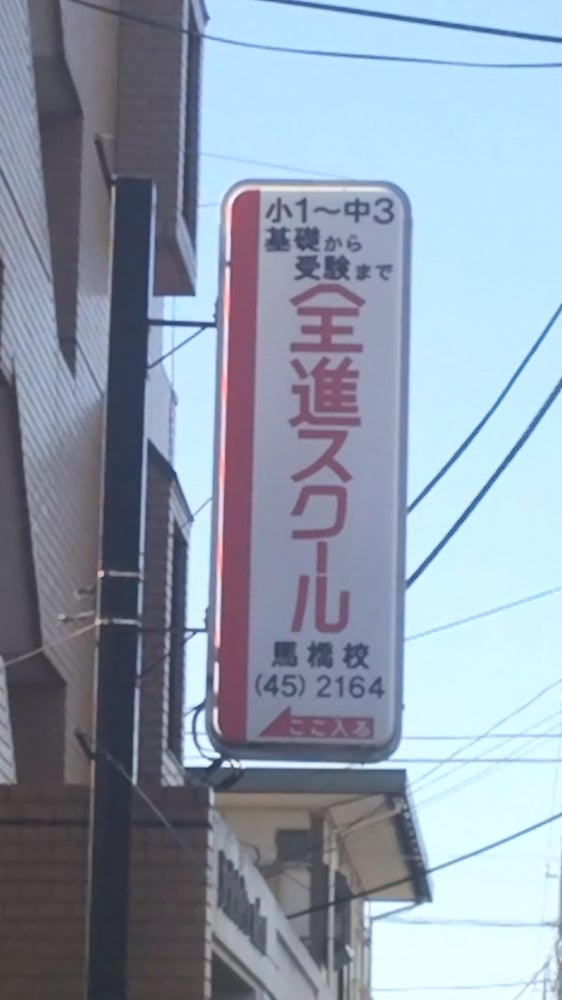 小1～中3
基礎から
受験まで
全進スクール
馬橋校
(45) 2164
ここ入る